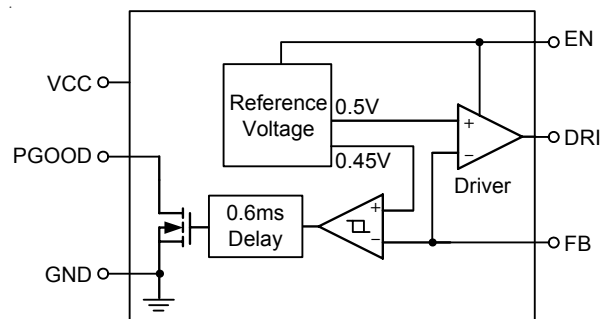 EN
VCC
Reference
Voltage
0.5V
+
−
DRI
PGOOD
0.45V
Driver
0.6ms
Delay
+
−
FB
GND